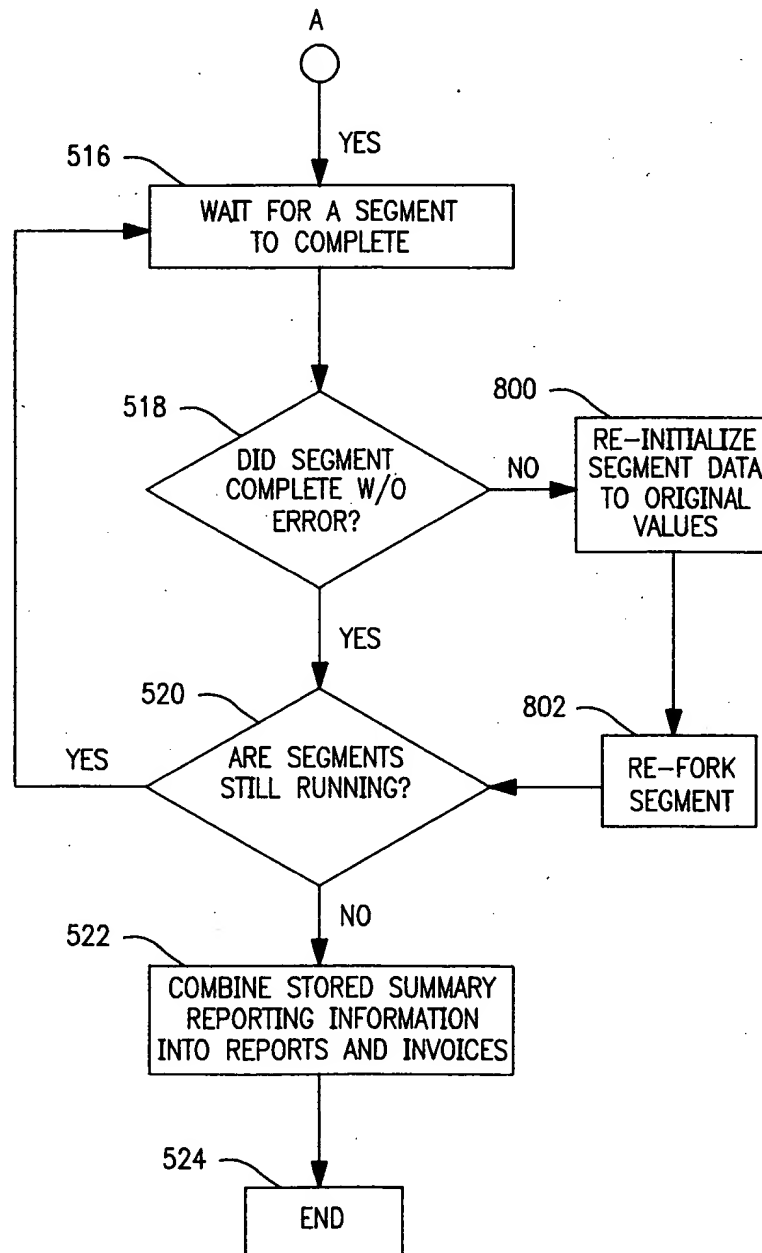 A
YES
516
WAIT FOR A SEGMENT
TO COMPLETE
518
DID SEGMENT
COMPLETE W/O
ERROR?
NO
800
RE-INITIALIZE
SEGMENT DATA
TO ORIGINAL
VALUES
YES
520
ARE SEGMENTS
STILL RUNNING?
YES
802
RE-FORK
SEGMENT
NO
522
COMBINE STORED SUMMARY
REPORTING INFORMATION
INTO REPORTS AND INVOICES
524
END